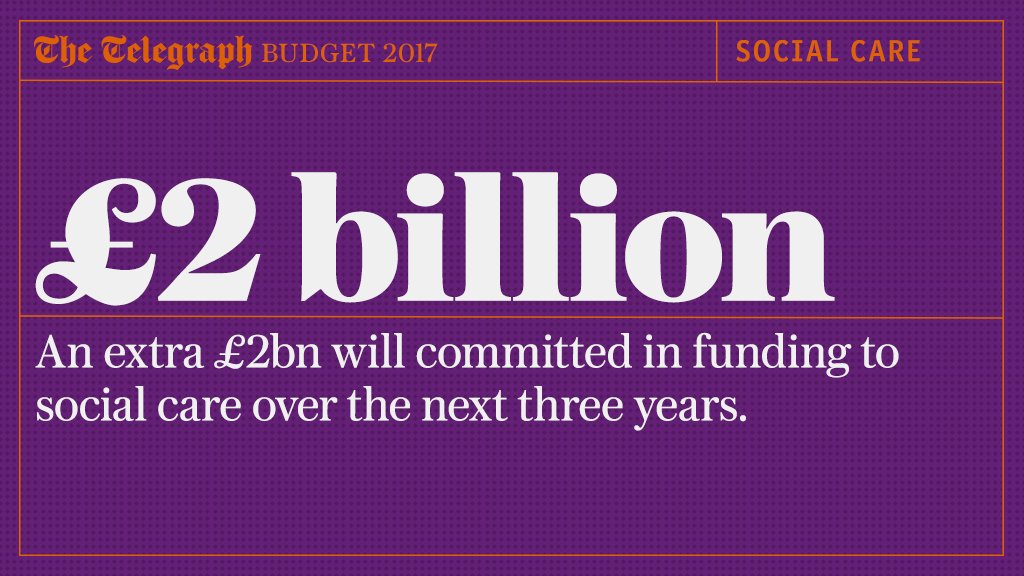 The Telegraph BUDGET 2017
SOCIAL CARE
£2 billion
An extra £2bn will committed in funding to
social care over the next three years.